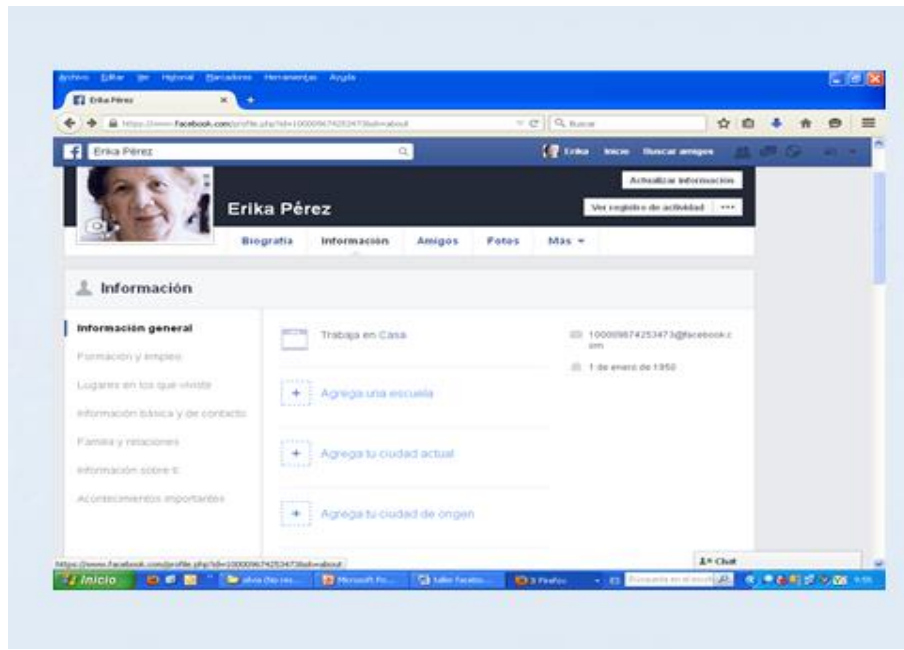 Archivo Editar Ver Historial Marcadores Herramientas Ayuda
Erika Pérez
Buscar
Erika Pérez
Erika Inicio Buscar amigos
Actualizar información
Erika Pérez
Ver registro de actividad
Biografía Información Amigos Fotos Más
Información
Información general
Trabaja en Casa
1 de enero de 1950
Formación y empleo
Lugares en los que viviste
Agrega una escuela
Información básica y de contacto
Familia y relaciones
Agrega tu ciudad actual
Información sobre ti
Acontecimientos importantes
Agrega tu ciudad de origen
Chat
Inicio